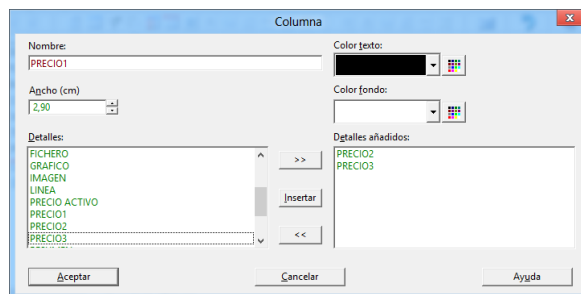 Columna
x
Nombre:
PRECIO1
Color texto:
Ancho (cm)
2,90
Color fondo:
Detalles:
FICHERO
GRAFICO
IMAGEN
LINEA
PRECIO ACTIVO
PRECIO1
PRECIO2
PRECIO3
>>
Insertar
<<
Detalles añadidos:
PRECIO2
PRECIO3
Aceptar
Cancelar
Ayuda